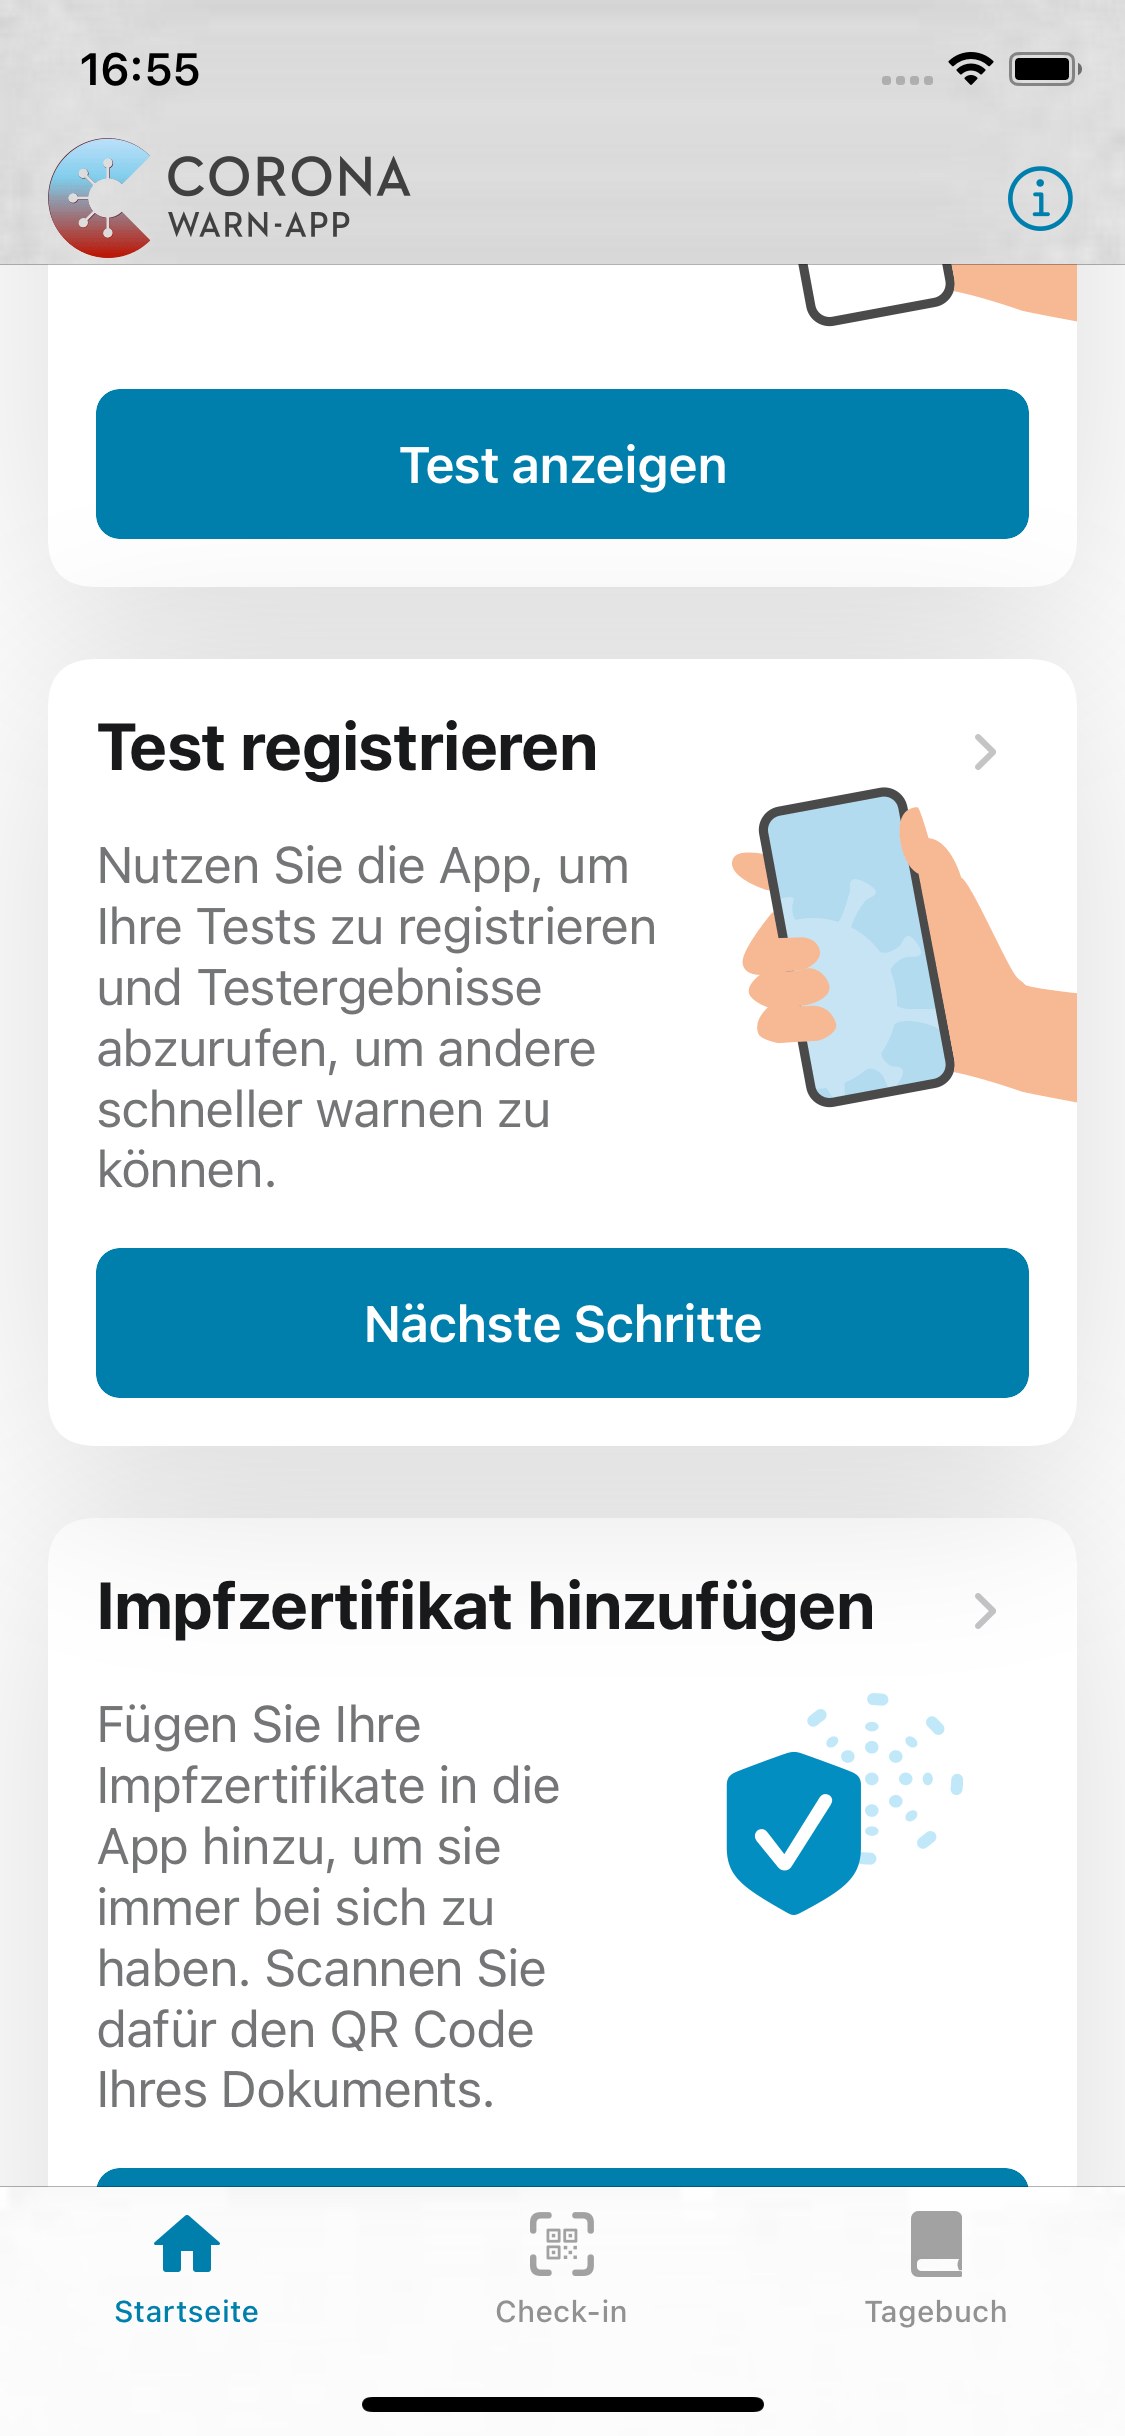 16:55
CORONA
WARN-APP
Test anzeigen
Test registrieren
Nutzen Sie die App, um
Ihre Tests zu registrieren
und Testergebnisse
abzurufen, um andere
schneller warnen zu
können.
Nächste Schritte
Impfzertifikat hinzufügen
Fügen Sie Ihre
Impfzertifikate in die
App hinzu, um sie
immer bei sich zu
haben. Scannen Sie
dafür den QR Code
Ihres Dokuments.
Startseite
Check-in
Tagebuch